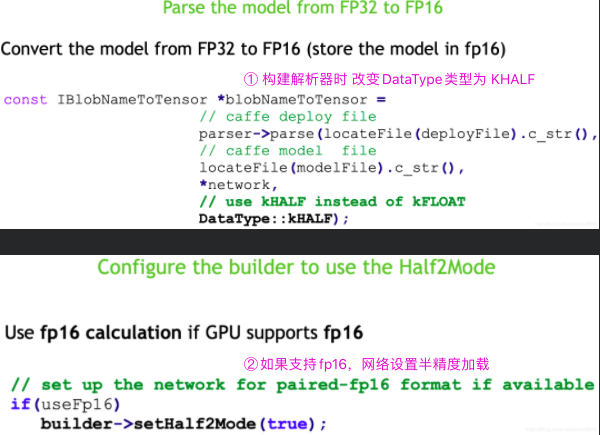 Parse the model from FP32 to FP16
Convert the model from FP32 to FP16 (store the model in fp16)
① 构建解析器时 改变DataType类型为 KHALF
const IBlobNameToTensor *blobNameToTensor =
// caffe deploy file
parser->parse(locateFile(deployFile).c_str(),
// caffe model  file
locateFile(modelFile).c_str(),
*network,
// use kHALF instead of kFLOAT
DataType::kHALF);
Configure the builder to use the Half2Mode
Use fp16 calculation if GPU supports fp16
②如果支持fp16，网络设置半精度加载
// set up the network for paired-fp16 format if available
if(useFp16)
builder->setHalf2Mode(true);